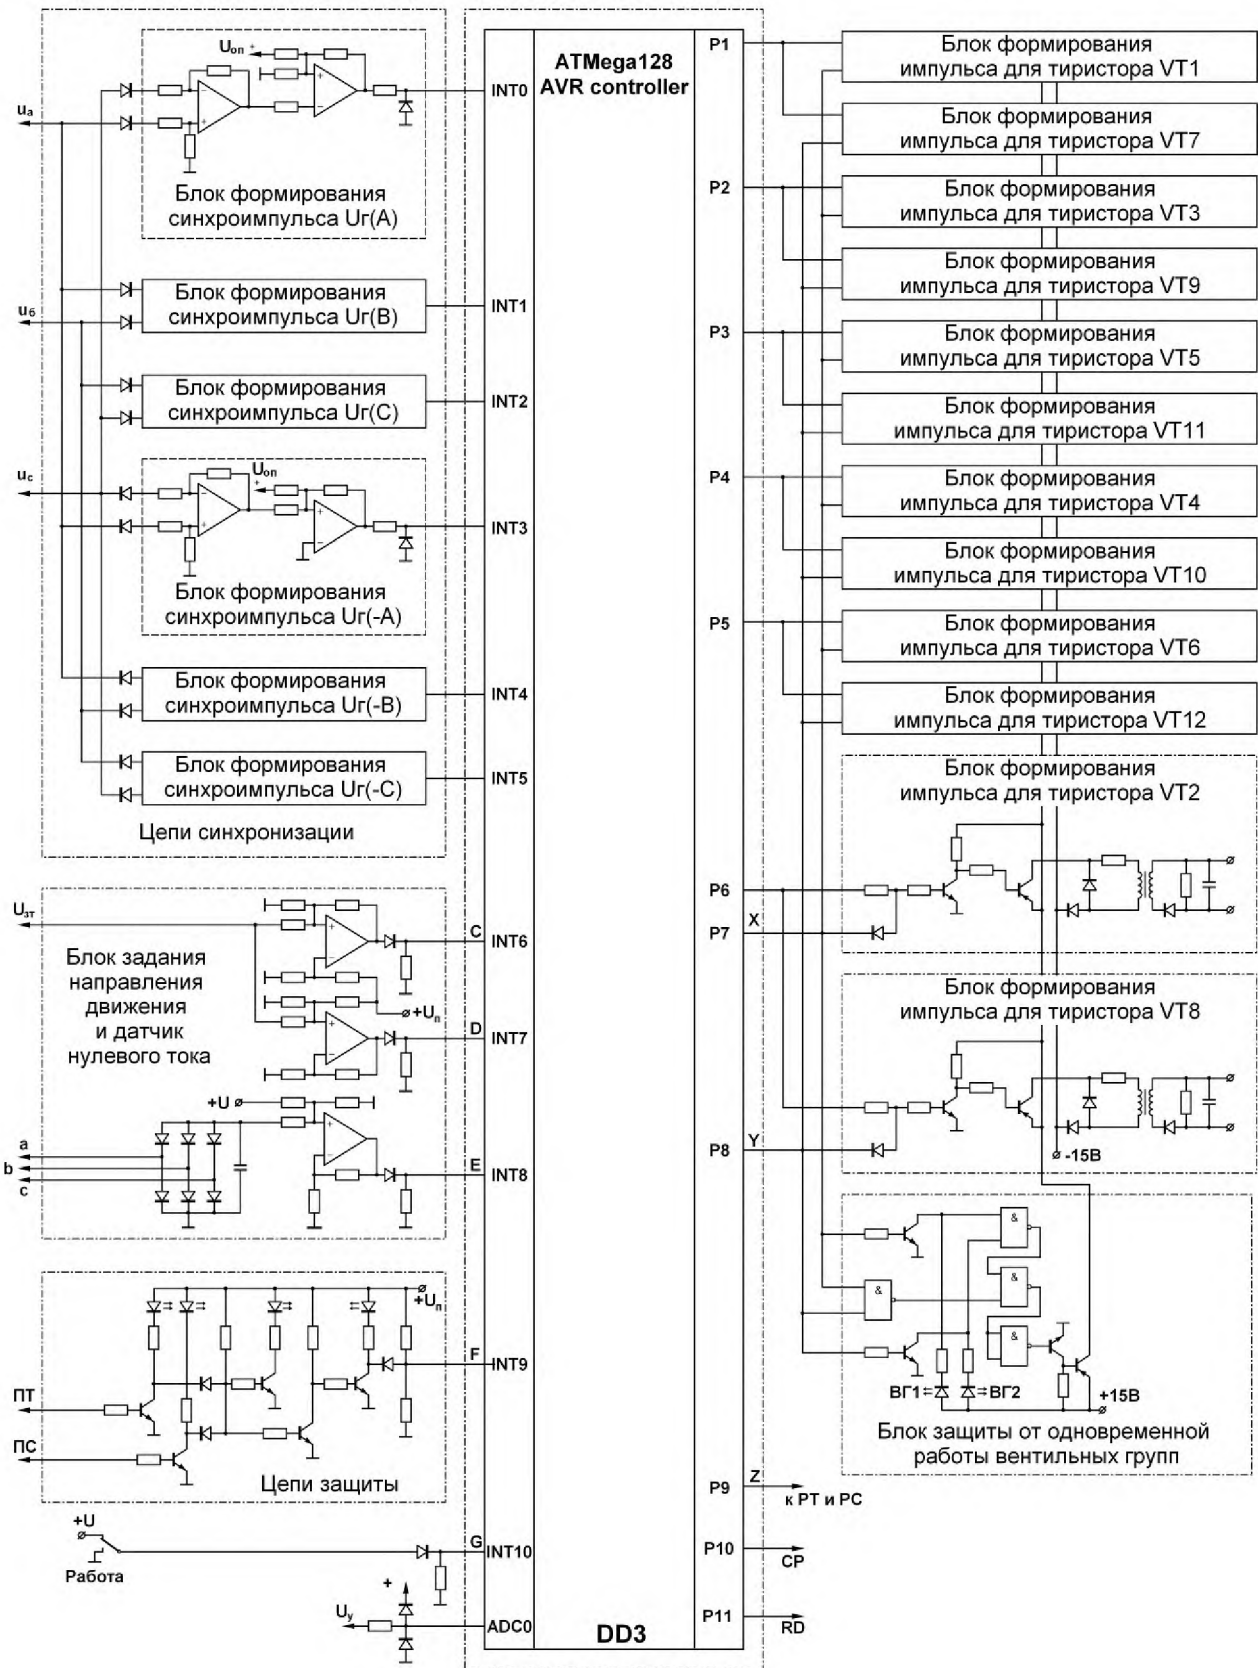 Uоп +
uа
Блок формирования
синхроимпульса Uг(А)
Блок формирования
синхроимпульса Uг(В)
uб
Блок формирования
синхроимпульса Uг(С)
uс
Uоп
+
Блок формирования
синхроимпульса Uг(-А)
Блок формирования
синхроимпульса Uг(-В)
Блок формирования
синхроимпульса Uг(-С)
Цепи синхронизации
Uзт
Блок задания
направления
движения
и датчик
нулевого тока
+Uп
+U
a
b
c
+Uп
ПТ
ПС
Цепи защиты
+U
Работа
+
Uу
ATMega128
AVR controller
INT0
INT1
INT2
INT3
INT4
INT5
C
INT6
D
INT7
E
INT8
F
INT9
G
INT10
ADC0
DD3
P1
P2
P3
P4
P5
P6
X
P7
Y
P8
P9
Z
к РТ и РС
P10
CP
P11
RD
Блок формирования
импульса для тиристора VT1
Блок формирования
импульса для тиристора VT7
Блок формирования
импульса для тиристора VT3
Блок формирования
импульса для тиристора VT9
Блок формирования
импульса для тиристора VT5
Блок формирования
импульса для тиристора VT11
Блок формирования
импульса для тиристора VT4
Блок формирования
импульса для тиристора VT10
Блок формирования
импульса для тиристора VT6
Блок формирования
импульса для тиристора VT12
Блок формирования
импульса для тиристора VT2
Блок формирования
импульса для тиристора VT8
-15В
&
&
&
&
ВГ1
ВГ2
+15В
Блок защиты от одновременной
работы вентильных групп